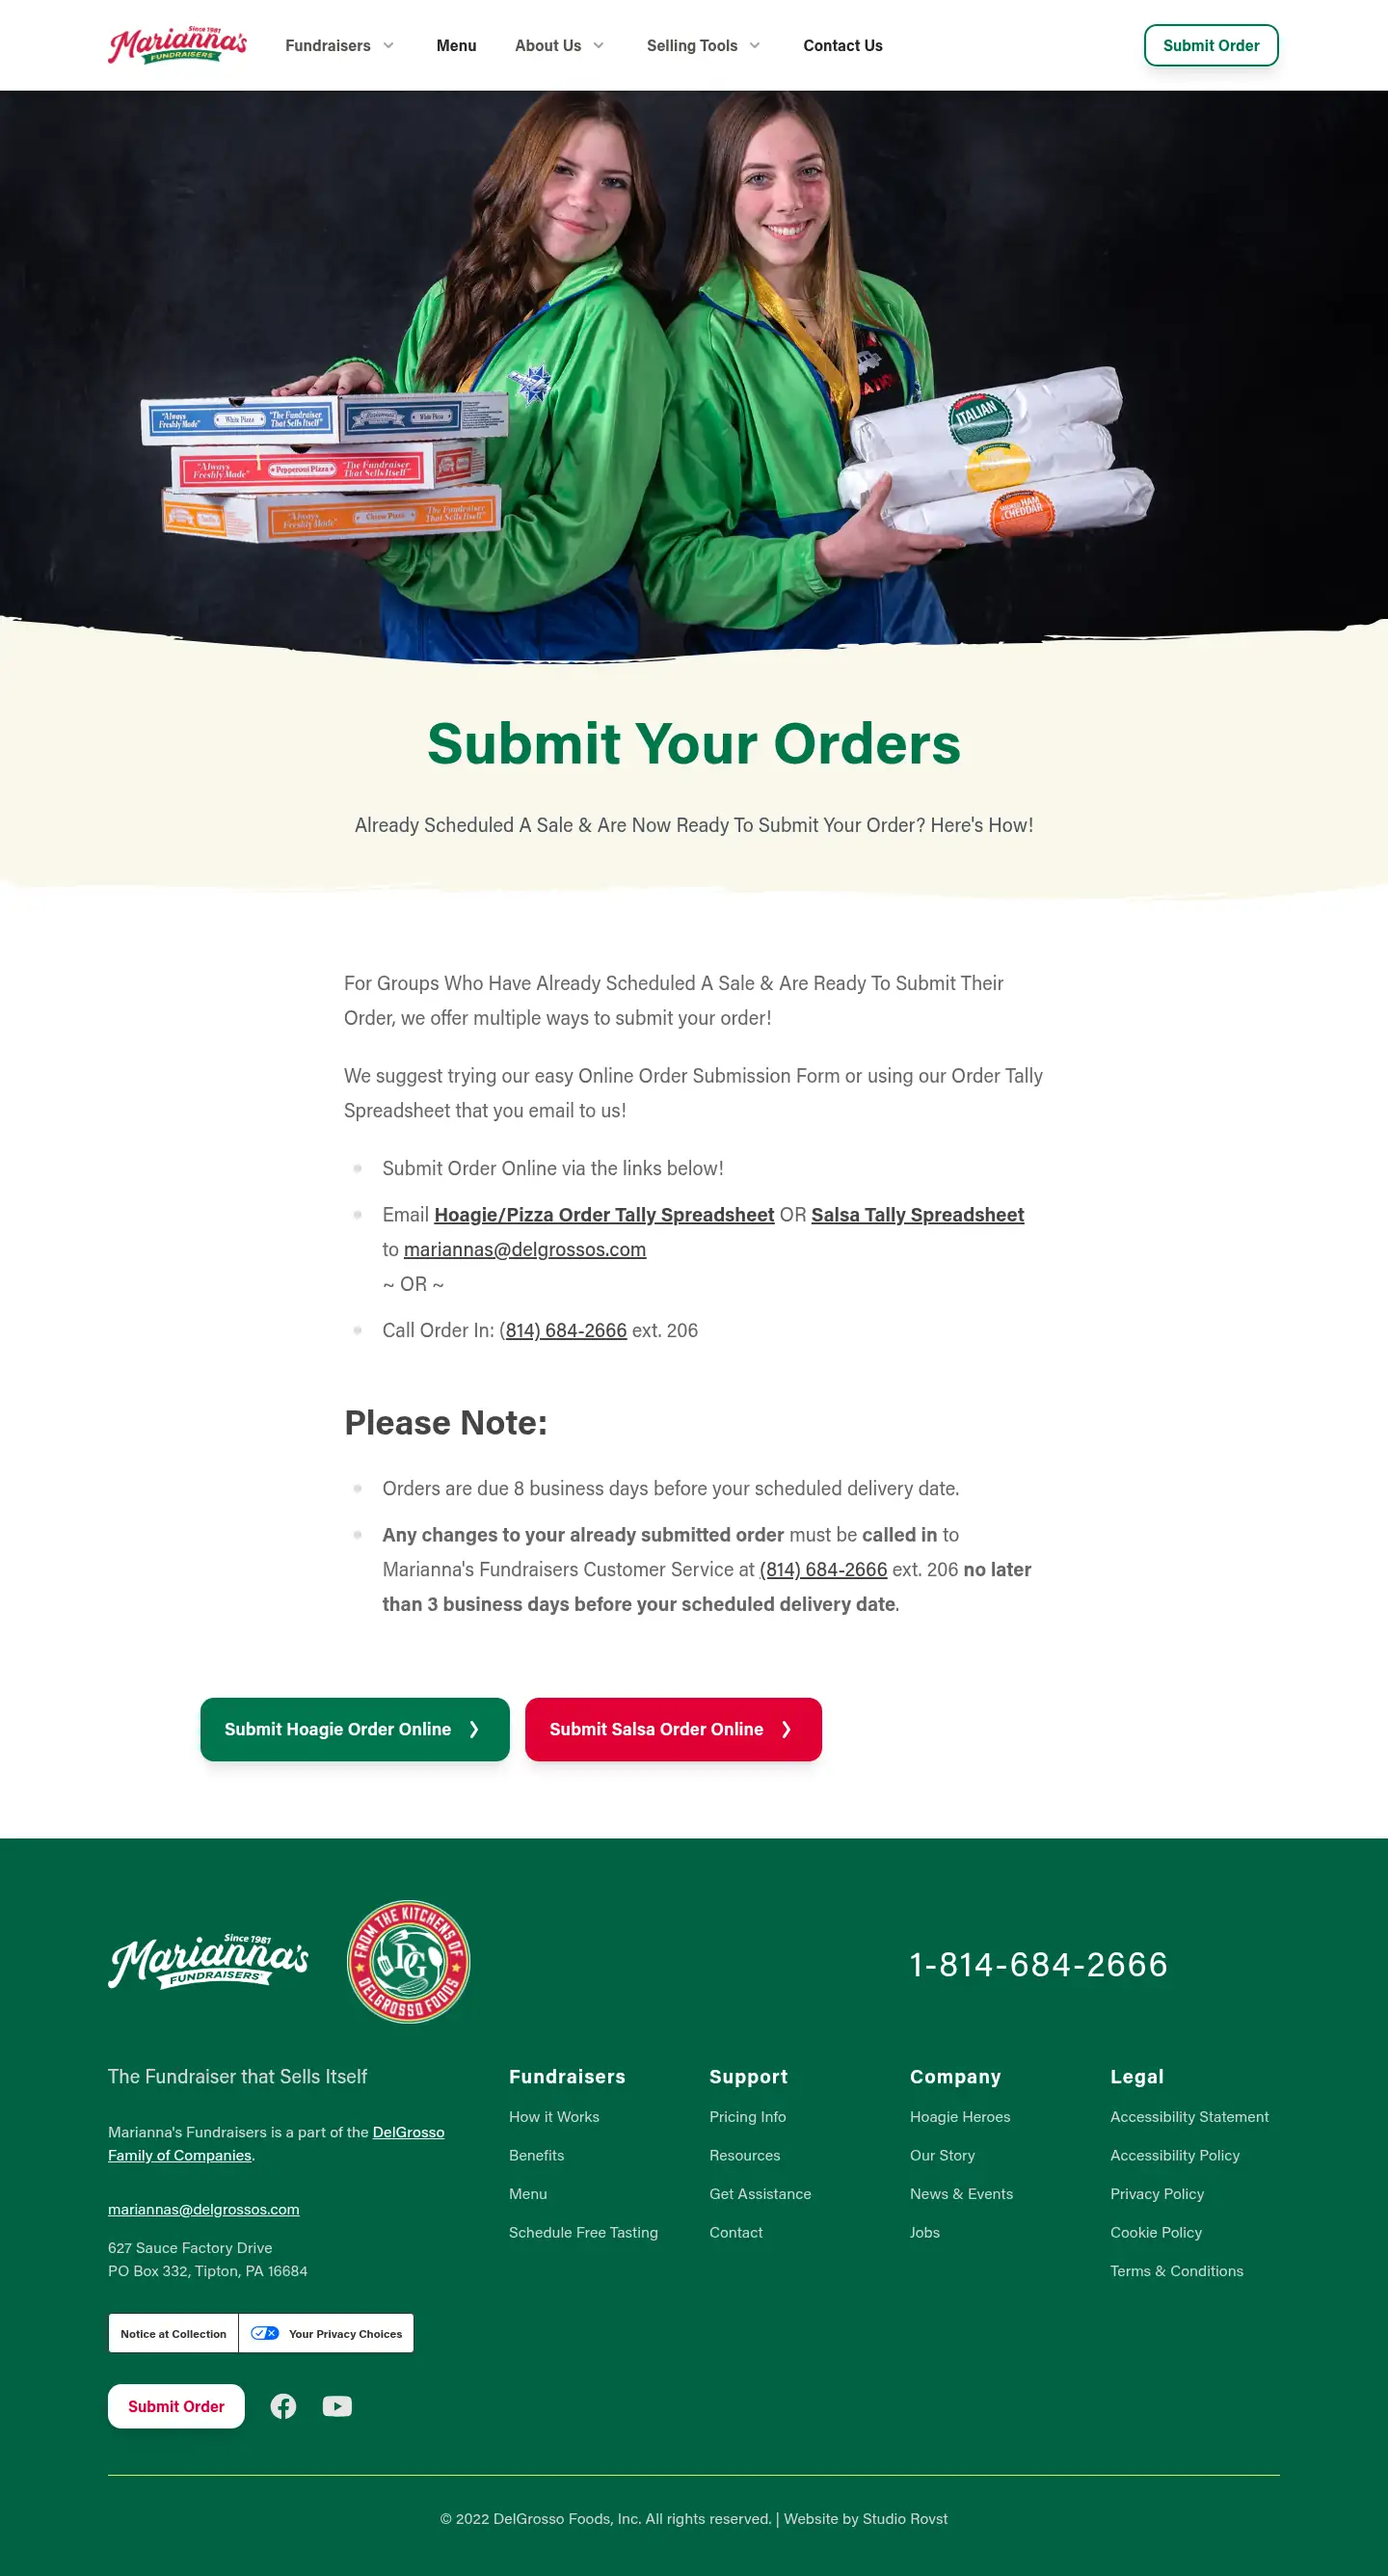 Since 1981
Marianna's
FUNDRAISERS
Fundraisers
Menu
About Us
Selling Tools
Contact Us
Submit Order
"Always Freshly Made"
White Pizza
"The Fundraiser That Sells Itself"
White Pizza
"Always Freshly Made"
Pepperoni Pizza
"The Fundraiser That Sells Itself"
"Always Freshly Made"
Cheese Pizza
"The Fundraiser That Sells Itself"
ITALIAN
SMOKED HAM & CHEDDAR
Submit Your Orders
Already Scheduled A Sale & Are Now Ready To Submit Your Order? Here's How!
For Groups Who Have Already Scheduled A Sale & Are Ready To Submit Their
Order, we offer multiple ways to submit your order!
We suggest trying our easy Online Order Submission Form or using our Order Tally
Spreadsheet that you email to us!
Submit Order Online via the links below!
Email Hoagie/Pizza Order Tally Spreadsheet OR Salsa Tally Spreadsheet
to mariannas@delgrossos.com
~ OR ~
Call Order In: (814) 684-2666 ext. 206
Please Note:
Orders are due 8 business days before your scheduled delivery date.
Any changes to your already submitted order must be called in to
Marianna's Fundraisers Customer Service at (814) 684-2666 ext. 206 no later
than 3 business days before your scheduled delivery date.
Submit Hoagie Order Online
Submit Salsa Order Online
Since 1981
Marianna's
FUNDRAISERS
FROM THE KITCHENS OF
DG
DELGROSSO FOODS
1-814-684-2666
The Fundraiser that Sells Itself
Marianna's Fundraisers is a part of the DelGrosso
Family of Companies.
mariannas@delgrossos.com
627 Sauce Factory Drive
PO Box 332, Tipton, PA 16684
Notice at Collection
Your Privacy Choices
Submit Order
Fundraisers
How it Works
Benefits
Menu
Schedule Free Tasting
Support
Pricing Info
Resources
Get Assistance
Contact
Company
Hoagie Heroes
Our Story
News & Events
Jobs
Legal
Accessibility Statement
Accessibility Policy
Privacy Policy
Cookie Policy
Terms & Conditions
© 2022 DelGrosso Foods, Inc. All rights reserved. | Website by Studio Rovst